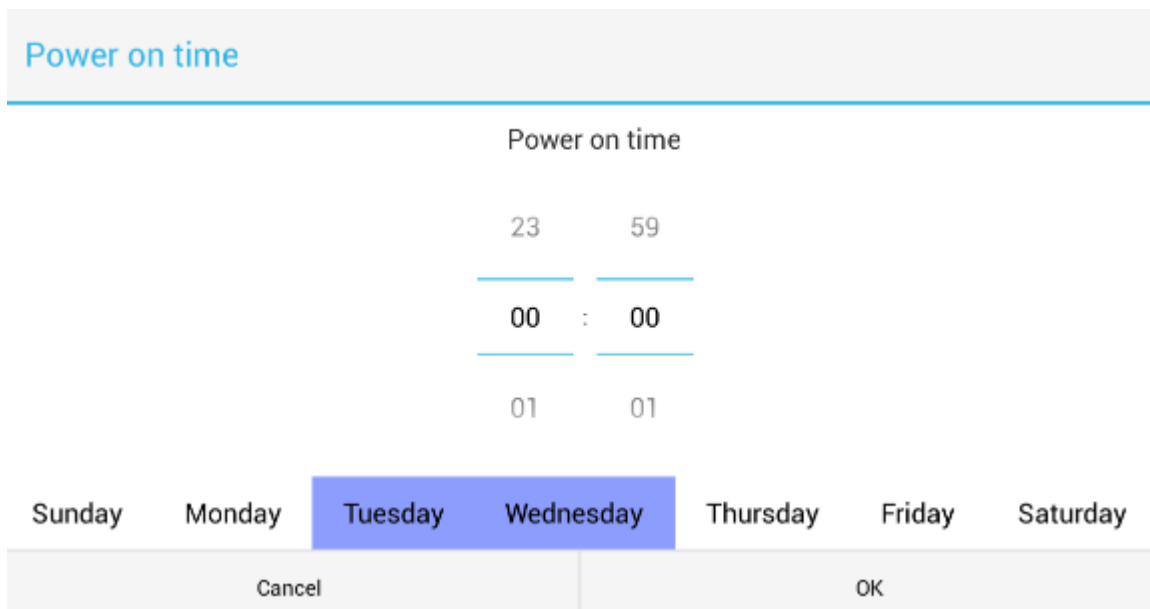 Power on time
Power on time
23 59
00 : 00
01 01
Sunday Monday Tuesday Wednesday Thursday Friday Saturday
Cancel OK